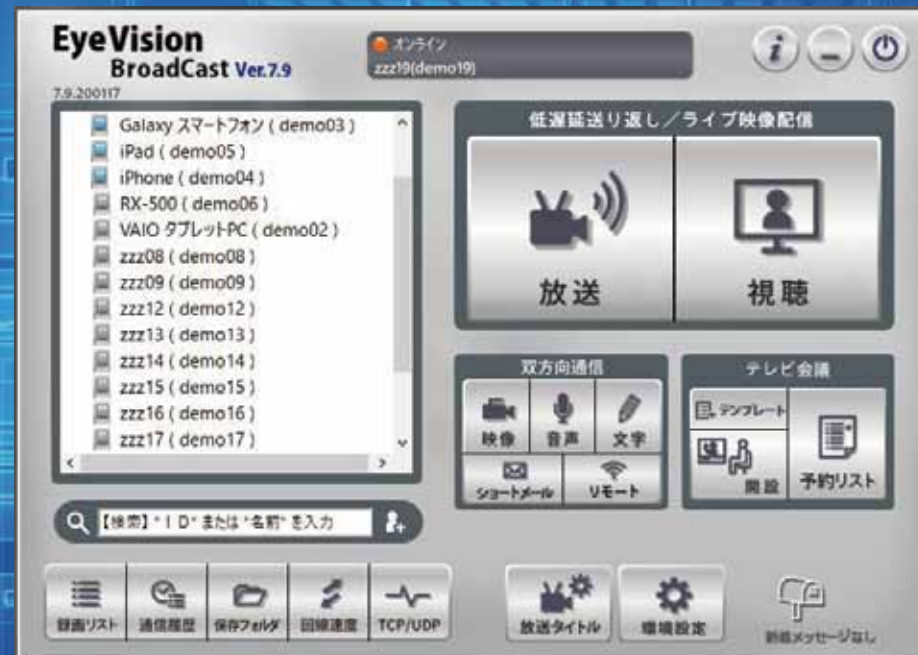 EyeVision
BroadCast Ver.7.9
オンライン
zzz19(demo19)
7.9.200117
Galaxy スマートフォン ( demo03 )
iPad ( demo05 )
iPhone ( demo04 )
RX-500 ( demo06 )
VAIO タブレットPC ( demo02 )
zzz08 ( demo08 )
zzz09 ( demo09 )
zzz12 ( demo12 )
zzz13 ( demo13 )
zzz14 ( demo14 )
zzz15 ( demo15 )
zzz16 ( demo16 )
zzz17 ( demo17 )
【検索】"ID"または"名前"を入力
低遅延送り返し/ライブ映像配信
放送
視聴
双方向通信
映像
音声
文字
ショートメール
リモート
テレビ会議
テンプレート
開設
予約リスト
録画リスト
通信履歴
保存フォルダ
回線速度
TCP/UDP
放送タイトル
環境設定
新着メッセージなし